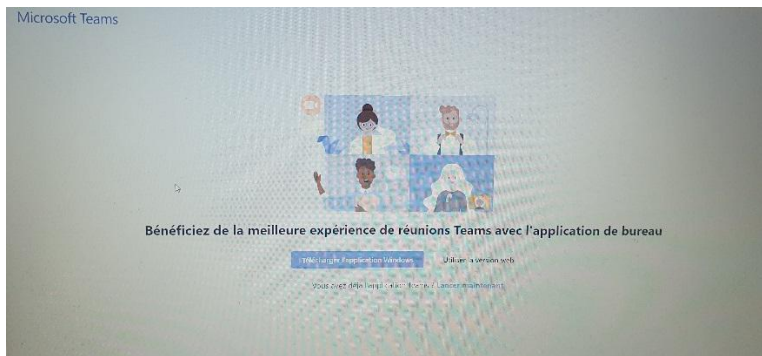 Microsoft Teams
Bénéficiez de la meilleure expérience de réunions Teams avec l'application de bureau
Télécharger l'application Windows
Utiliser la version web
Vous avez déjà l'application Teams ? Lancer maintenant